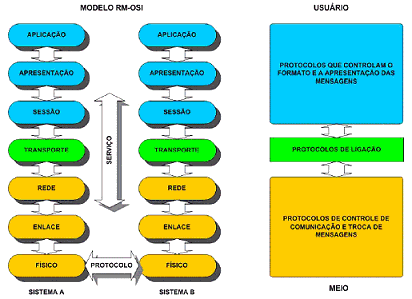 MODELO RM-OSI
USUÁRIO
APLICAÇÃO
APLICAÇÃO
APRESENTAÇÃO
APRESENTAÇÃO
PROTOCOLOS QUE CONTROLAM O
FORMATO E A APRESENTAÇÃO DAS
MENSAGENS
SESSÃO
SESSÃO
SERVIÇO
TRANSPORTE
TRANSPORTE
PROTOCOLOS DE LIGAÇÃO
REDE
REDE
PROTOCOLOS DE CONTROLE DE
COMUNICAÇÃO E TROCA DE
MENSAGENS
ENLACE
ENLACE
FÍSICO
PROTOCOLO
FÍSICO
SISTEMA A
SISTEMA B
MEIO